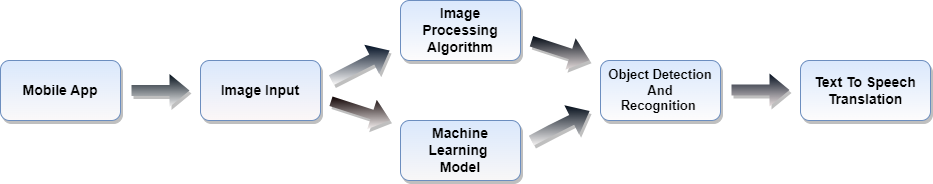 Mobile App
Image Input
Image
Processing
Algorithm
Machine
Learning
Model
Object Detection
And
Recognition
Text To Speech
Translation